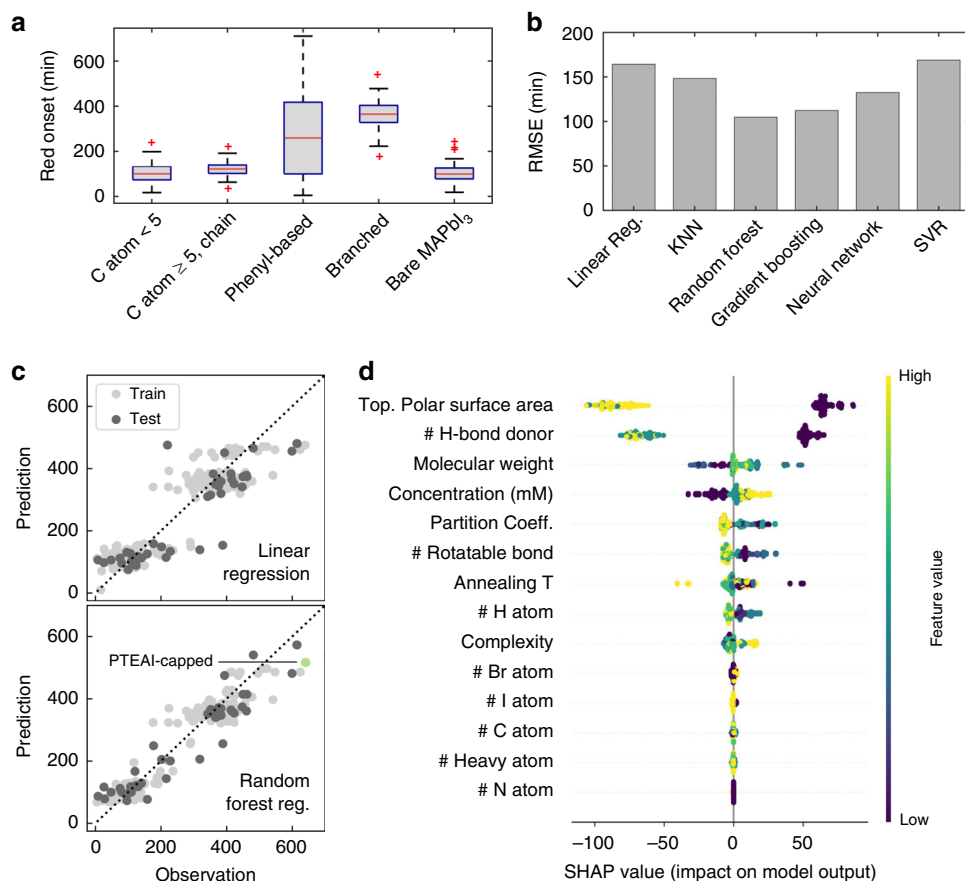 a
Red onset (min)
600
400
200
0
C atom < 5
C atom ≥ 5, chain
Phenyl-based
Branched
Bare MAPbI3
b
RMSE (min)
200
150
100
50
0
Linear Reg.
KNN
Random forest
Gradient boosting
Neural network
SVR
c
Prediction
600
400
200
0
Train
Test
Linear
regression
Prediction
600
400
200
0
PTEAI-capped
Random
forest reg.
0 200 400 600
Observation
d
Top. Polar surface area
# H-bond donor
Molecular weight
Concentration (mM)
Partition Coeff.
# Rotatable bond
Annealing T
# H atom
Complexity
# Br atom
# I atom
# C atom
# Heavy atom
# N atom
−100 −50 0 50
SHAP value (impact on model output)
High
Feature value
Low